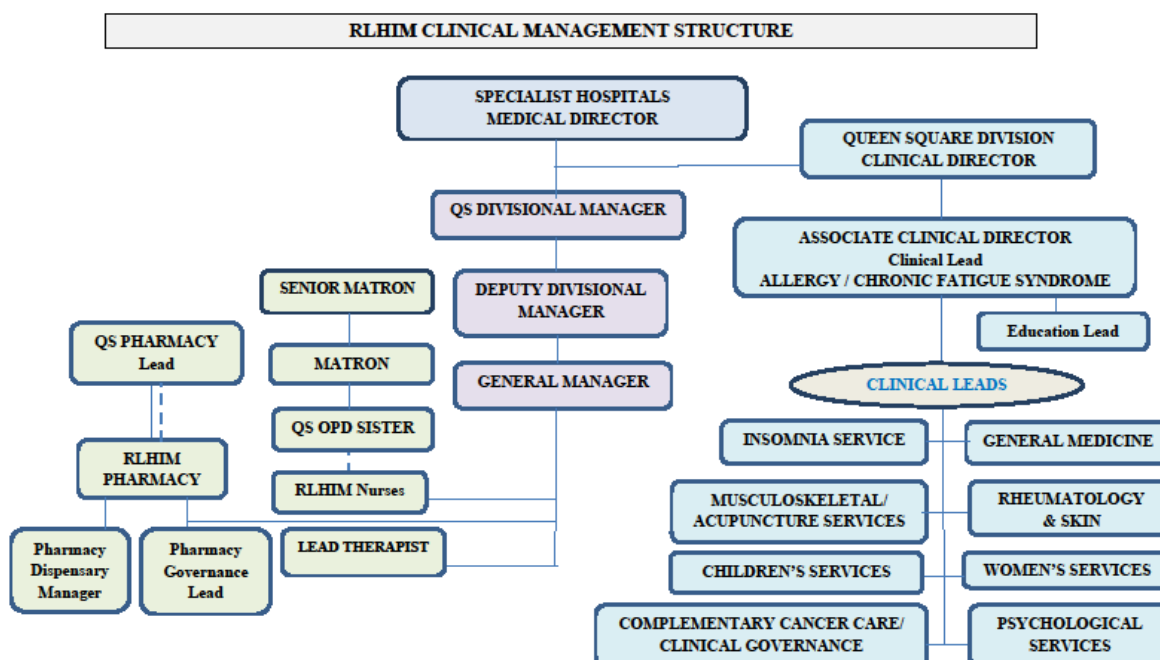 RLHIM CLINICAL MANAGEMENT STRUCTURE
SPECIALIST HOSPITALS
MEDICAL DIRECTOR
QUEEN SQUARE DIVISION
CLINICAL DIRECTOR
QS DIVISIONAL MANAGER
ASSOCIATE CLINICAL DIRECTOR
Clinical Lead
ALLERGY / CHRONIC FATIGUE SYNDROME
SENIOR MATRON
DEPUTY DIVISIONAL
MANAGER
Education Lead
QS PHARMACY
Lead
MATRON
GENERAL MANAGER
CLINICAL LEADS
QS OPD SISTER
INSOMNIA SERVICE
GENERAL MEDICINE
RLHIM
PHARMACY
RLHIM Nurses
MUSCULOSKELETAL/
ACUPUNCTURE SERVICES
RHEUMATOLOGY
& SKIN
Pharmacy
Dispensary
Manager
Pharmacy
Governance
Lead
LEAD THERAPIST
CHILDREN'S SERVICES
WOMEN'S SERVICES
COMPLEMENTARY CANCER CARE/
CLINICAL GOVERNANCE
PSYCHOLOGICAL
SERVICES